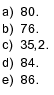 a) 80.
b) 76.
c) 35,2.
d) 84.
e) 86.